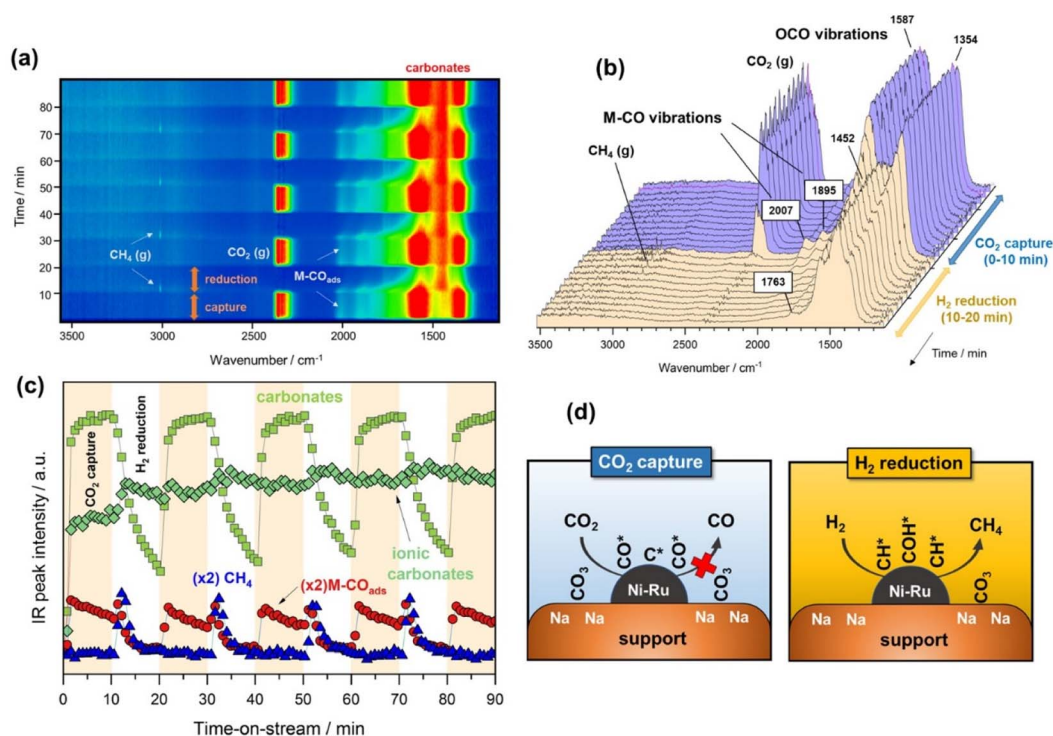 (a)
carbonates
80
70
60
50
40
30
20
10
Time / min
CH₄ (g)
CO₂ (g)
M-COads
reduction
capture
3500 3000 2500 2000 1500
Wavenumber / cm⁻¹
(b)
OCO vibrations
1587
1354
CO₂ (g)
M-CO vibrations
CH₄ (g)
1452
1895
2007
1763
CO₂ capture
(0-10 min)
H₂ reduction
(10-20 min)
Time / min
3500 3000 2500 2000 1500
Wavenumber / cm⁻¹
(c)
carbonates
CO₂ capture
H₂ reduction
ionic
carbonates
(x2) CH₄
(x2)M-COads
IR peak intensity / a.u.
0 10 20 30 40 50 60 70 80 90
Time-on-stream / min
(d)
CO₂ capture
CO₂
CO
CO*
C*
CO*
CO₃
CO₃
Ni-Ru
Na Na Na Na
support
H₂ reduction
H₂
CH₄
CH*
COH*
CH*
CO₃
Ni-Ru
Na Na Na Na
support